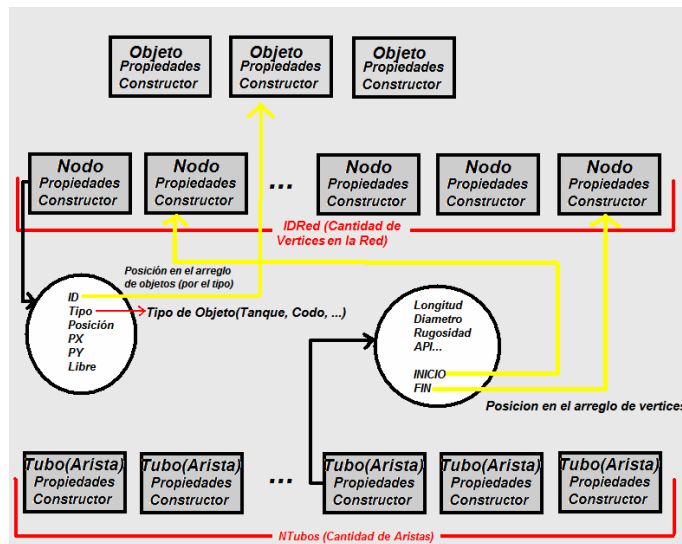 Objeto
Propiedades
Constructor
Objeto
Propiedades
Constructor
Objeto
Propiedades
Constructor
Nodo
Propiedades
Constructor
Nodo
Propiedades
Constructor
...
Nodo
Propiedades
Constructor
Nodo
Propiedades
Constructor
Nodo
Propiedades
Constructor
IDRed (Cantidad de
Vertices en la Red)
Posición en el arreglo
de objetos (por el tipo)
ID
Tipo
Posición
PX
PY
Libre
Tipo de Objeto(Tanque, Codo, ...)
Longitud
Diametro
Rugosidad
API...
INICIO
FIN
Posicion en el arreglo de vertices
Tubo(Arista)
Propiedades
Constructor
Tubo(Arista)
Propiedades
Constructor
...
Tubo(Arista)
Propiedades
Constructor
Tubo(Arista)
Propiedades
Constructor
Tubo(Arista)
Propiedades
Constructor
NTubos (Cantidad de Aristas)